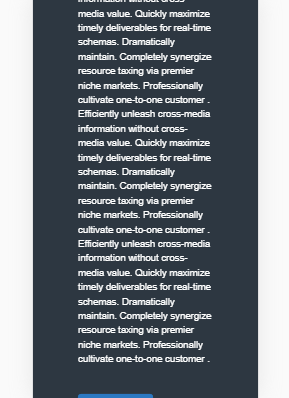 information without cross-
media value. Quickly maximize
timely deliverables for real-time
schemas. Dramatically
maintain. Completely synergize
resource taxing via premier
niche markets. Professionally
cultivate one-to-one customer .
Efficiently unleash cross-media
information without cross-
media value. Quickly maximize
timely deliverables for real-time
schemas. Dramatically
maintain. Completely synergize
resource taxing via premier
niche markets. Professionally
cultivate one-to-one customer .
Efficiently unleash cross-media
information without cross-
media value. Quickly maximize
timely deliverables for real-time
schemas. Dramatically
maintain. Completely synergize
resource taxing via premier
niche markets. Professionally
cultivate one-to-one customer .